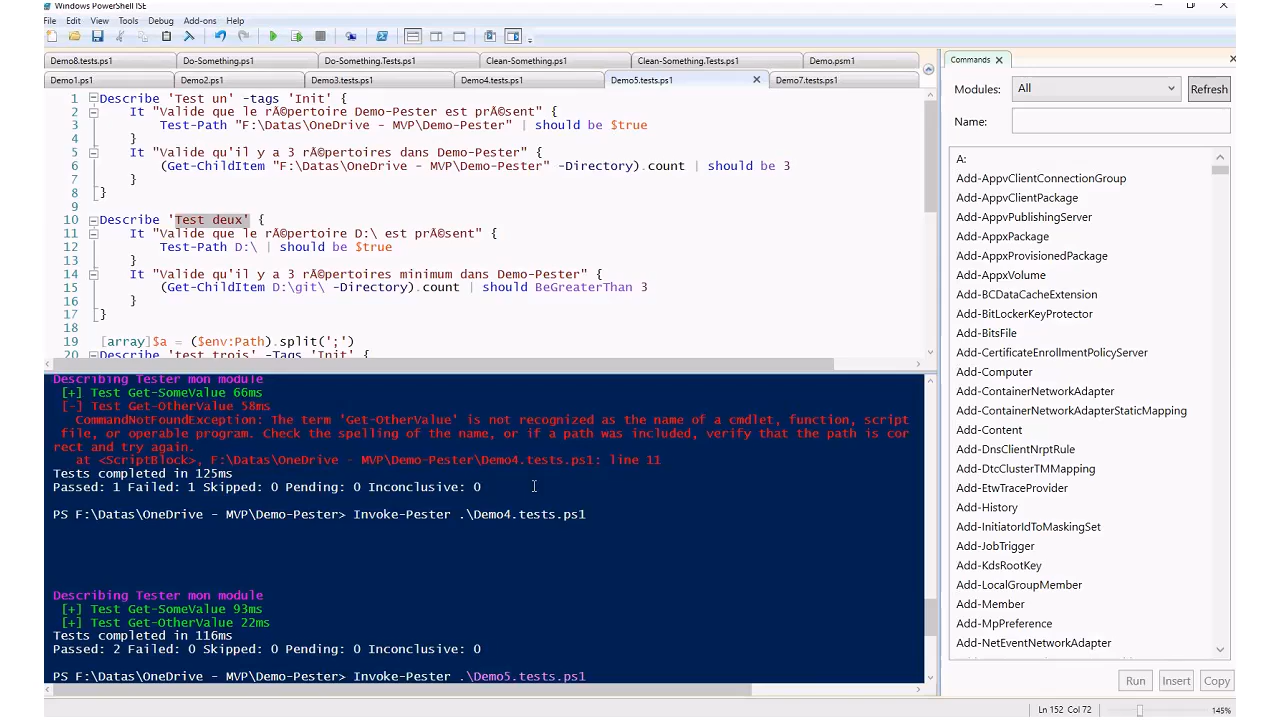 Windows PowerShell ISE
File Edit View Tools Debug Add-ons Help
Demo8.tests.ps1 Do-Something.ps1 Do-Something.Tests.ps1 Clean-Something.ps1 Clean-Something.Tests.ps1 Demo.psm1
Demo1.ps1 Demo2.ps1 Demo3.tests.ps1 Demo4.tests.ps1 Demo5.tests.ps1 Demo7.tests.ps1
1 Describe 'Test un' -tags 'Init' {
2 It "Valide que le rÃ©pertoire Demo-Pester est prÃ©sent" {
3 Test-Path "F:\Datas\OneDrive - MVP\Demo-Pester" | should be $true
4 }
5 It "Valide qu'il y a 3 rÃ©pertoires dans Demo-Pester" {
6 (Get-ChildItem "F:\Datas\OneDrive - MVP\Demo-Pester" -Directory).count | should be 3
7 }
8 }
9
10 Describe 'Test deux' {
11 It "Valide que le rÃ©pertoire D:\ est prÃ©sent" {
12 Test-Path D:\ | should be $true
13 }
14 It "Valide qu'il y a 3 rÃ©pertoires minimum dans Demo-Pester" {
15 (Get-ChildItem D:\git\ -Directory).count | should BeGreaterThan 3
16 }
17 }
18
19 [array]$a = ($env:Path).split(';')
20 Describe 'test trois' -Tags 'Init' {
Describing Tester mon module
[+] Test Get-SomeValue 66ms
[-] Test Get-OtherValue 58ms
CommandNotFoundException: The term 'Get-OtherValue' is not recognized as the name of a cmdlet, function, script
file, or operable program. Check the spelling of the name, or if a path was included, verify that the path is cor
rect and try again.
at <ScriptBlock>, F:\Datas\OneDrive - MVP\Demo-Pester\Demo4.tests.ps1: line 11
Tests completed in 125ms
Passed: 1 Failed: 1 Skipped: 0 Pending: 0 Inconclusive: 0
PS F:\Datas\OneDrive - MVP\Demo-Pester> Invoke-Pester .\Demo4.tests.ps1
Describing Tester mon module
[+] Test Get-SomeValue 93ms
[+] Test Get-OtherValue 22ms
Tests completed in 116ms
Passed: 2 Failed: 0 Skipped: 0 Pending: 0 Inconclusive: 0
PS F:\Datas\OneDrive - MVP\Demo-Pester> Invoke-Pester .\Demo5.tests.ps1
Commands
Modules: All Refresh
Name:
A:
Add-AppvClientConnectionGroup
Add-AppvClientPackage
Add-AppvPublishingServer
Add-AppxPackage
Add-AppxProvisionedPackage
Add-AppxVolume
Add-BCDataCacheExtension
Add-BitLockerKeyProtector
Add-BitsFile
Add-CertificateEnrollmentPolicyServer
Add-Computer
Add-ContainerNetworkAdapter
Add-ContainerNetworkAdapterStaticMapping
Add-Content
Add-DnsClientNrptRule
Add-DtcClusterTMMapping
Add-EtwTraceProvider
Add-History
Add-InitiatorIdToMaskingSet
Add-JobTrigger
Add-KdsRootKey
Add-LocalGroupMember
Add-Member
Add-MpPreference
Add-NetEventNetworkAdapter
Run Insert Copy
Ln 152 Col 72 145%